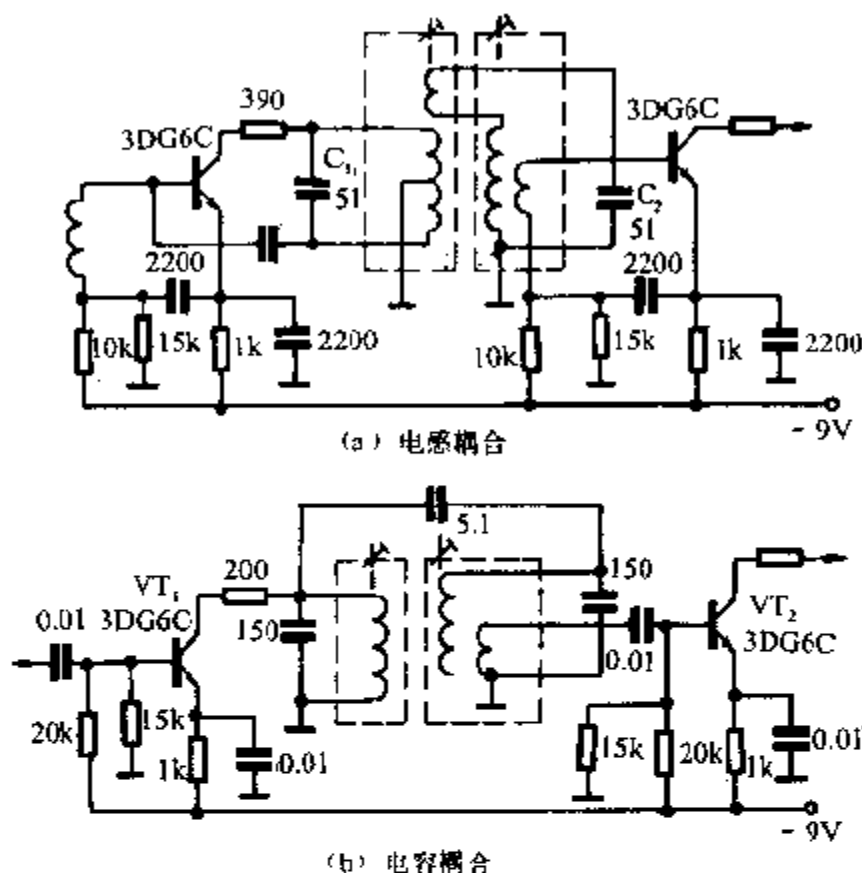 390
3DG6C
C₁
51
2200
10k
15k
1k
2200
3DG6C
C₂
51
2200
10k
15k
1k
2200
- 9V
(a) 电感耦合
5.1
VT₁
3DG6C
200
0.01
150
20k
15k
1k
0.01
150
0.01
VT₂
3DG6C
15k
20k
1k
0.01
- 9V
(b) 电容耦合